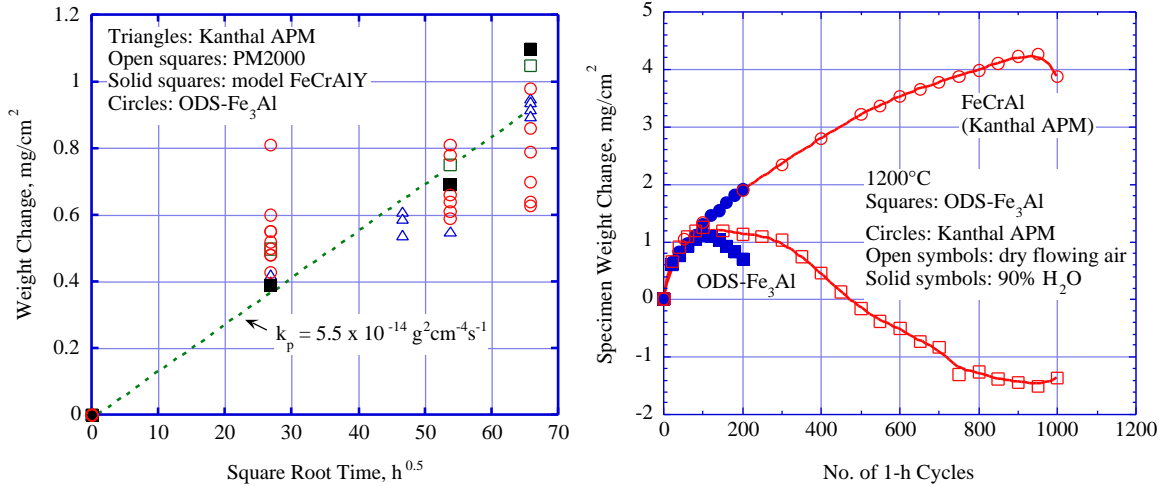 1.2
1
0.8
0.6
0.4
0.2
0
Weight Change, mg/cm²
Triangles: Kanthal APM
Open squares: PM2000
Solid squares: model FeCrAlY
Circles: ODS-Fe₃Al
kₚ = 5.5 x 10⁻¹⁴ g²cm⁻⁴s⁻¹
0 10 20 30 40 50 60 70
Square Root Time, h⁰·⁵
5
4
3
2
1
0
-1
-2
Specimen Weight Change, mg/cm²
FeCrAl
(Kanthal APM)
1200°C
Squares: ODS-Fe₃Al
Circles: Kanthal APM
Open symbols: dry flowing air
Solid symbols: 90% H₂O
ODS-Fe₃Al
0 200 400 600 800 1000 1200
No. of 1-h Cycles